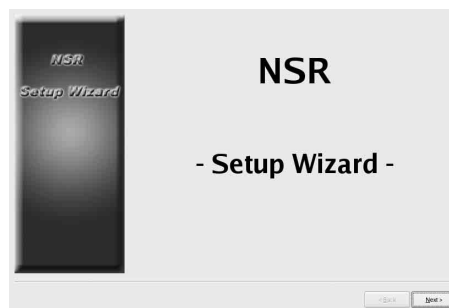 NSR
Setup Wizard
NSR
- Setup Wizard -
< Back
Next >